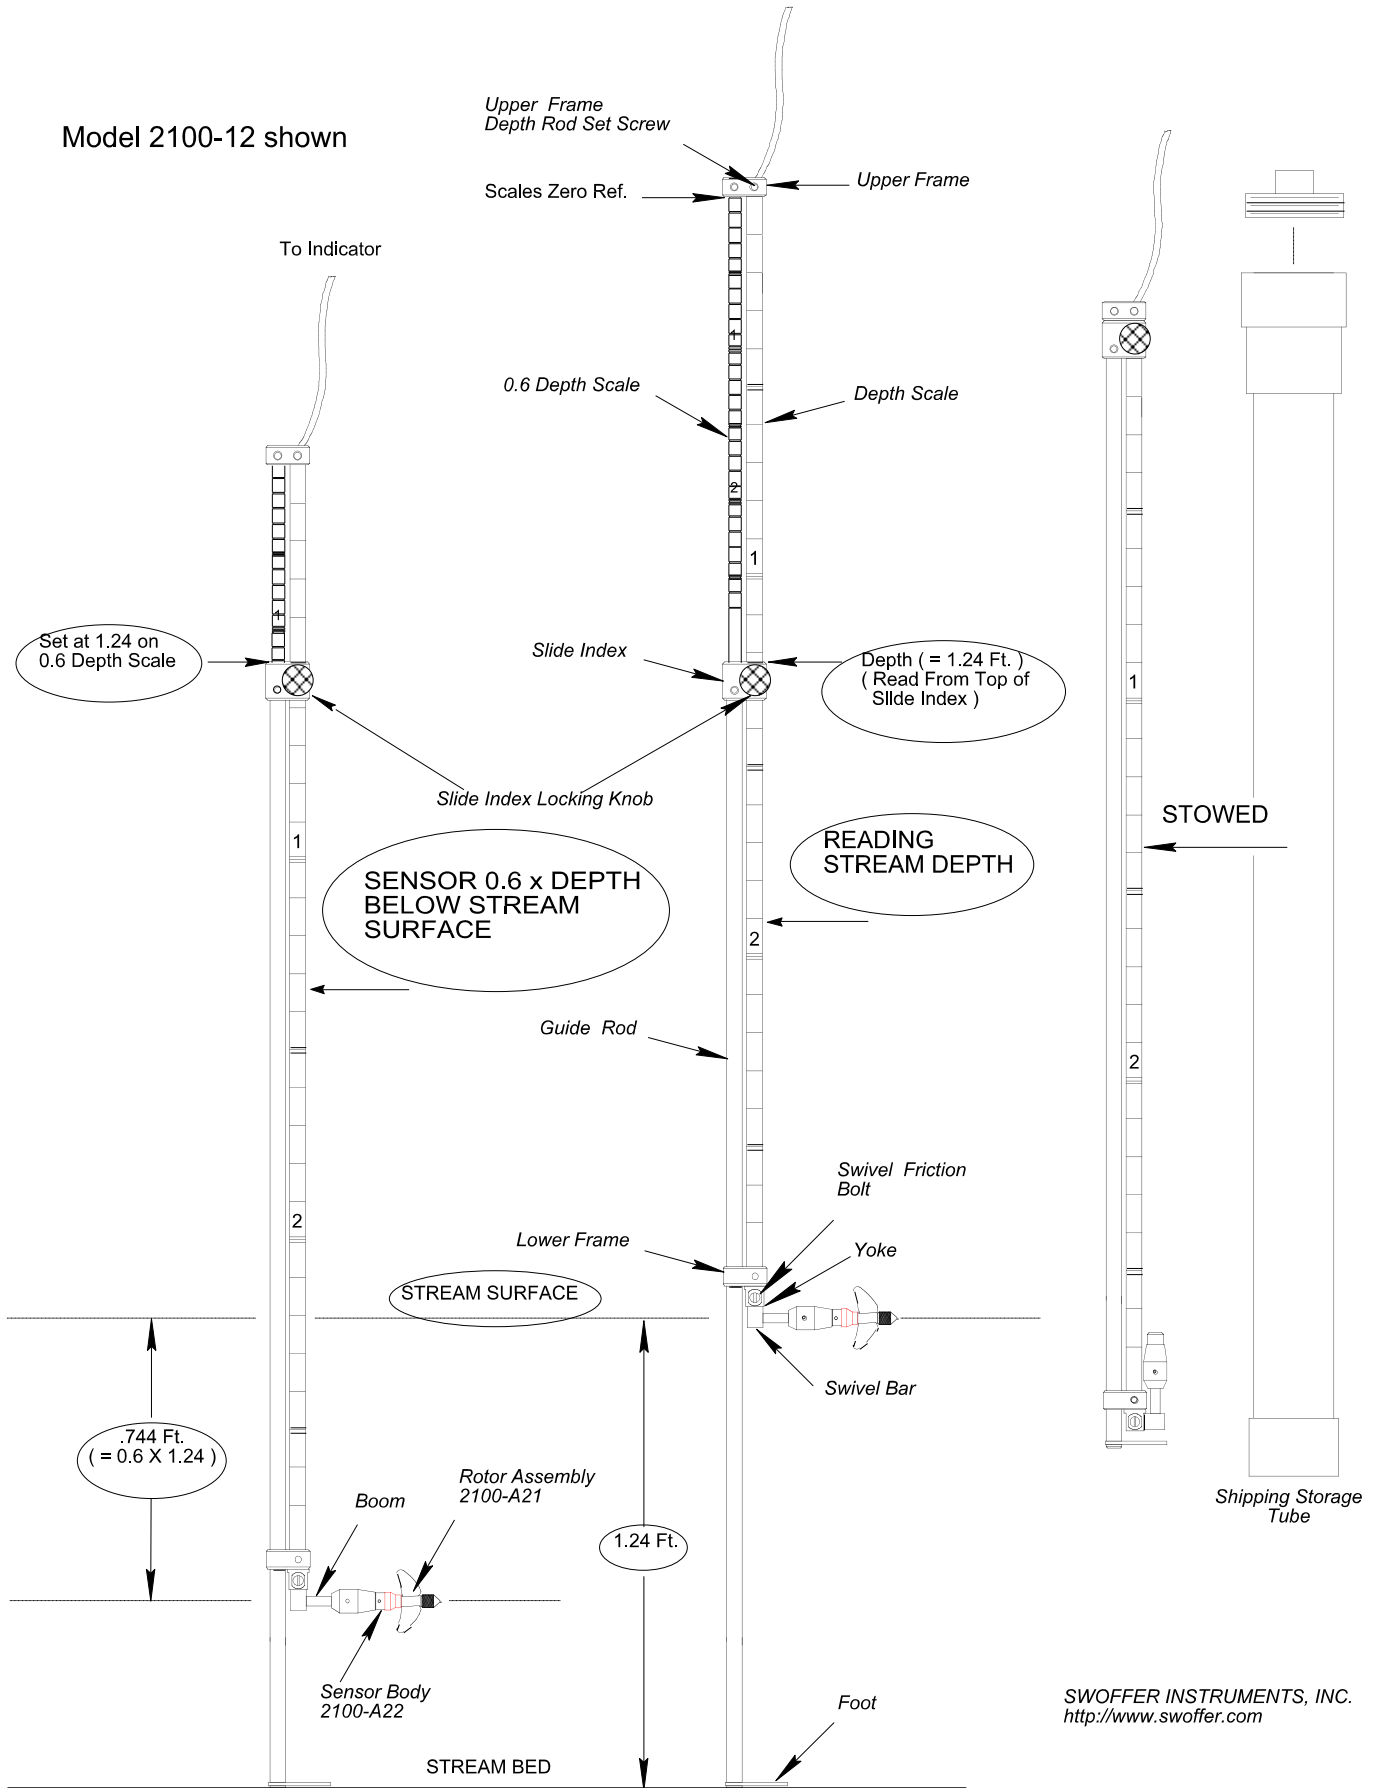 Model 2100-12 shown
Upper Frame
Depth Rod Set Screw
Scales Zero Ref.
Upper Frame
To Indicator
1
0.6 Depth Scale
Depth Scale
2
1
1
Set at 1.24 on
0.6 Depth Scale
Slide Index
Depth ( = 1.24 Ft. )
( Read From Top of
SlIde Index )
1
Slide Index Locking Knob
STOWED
1
READING
STREAM DEPTH
SENSOR 0.6 x DEPTH
BELOW STREAM
SURFACE
2
Guide Rod
2
Swivel Friction
Bolt
2
Lower Frame
Yoke
STREAM SURFACE
Swivel Bar
.744 Ft.
( = 0.6 X 1.24 )
Rotor Assembly
2100-A21
Boom
Shipping Storage
Tube
1.24 Ft.
Sensor Body
2100-A22
Foot
SWOFFER INSTRUMENTS, INC.
http://www.swoffer.com
STREAM BED